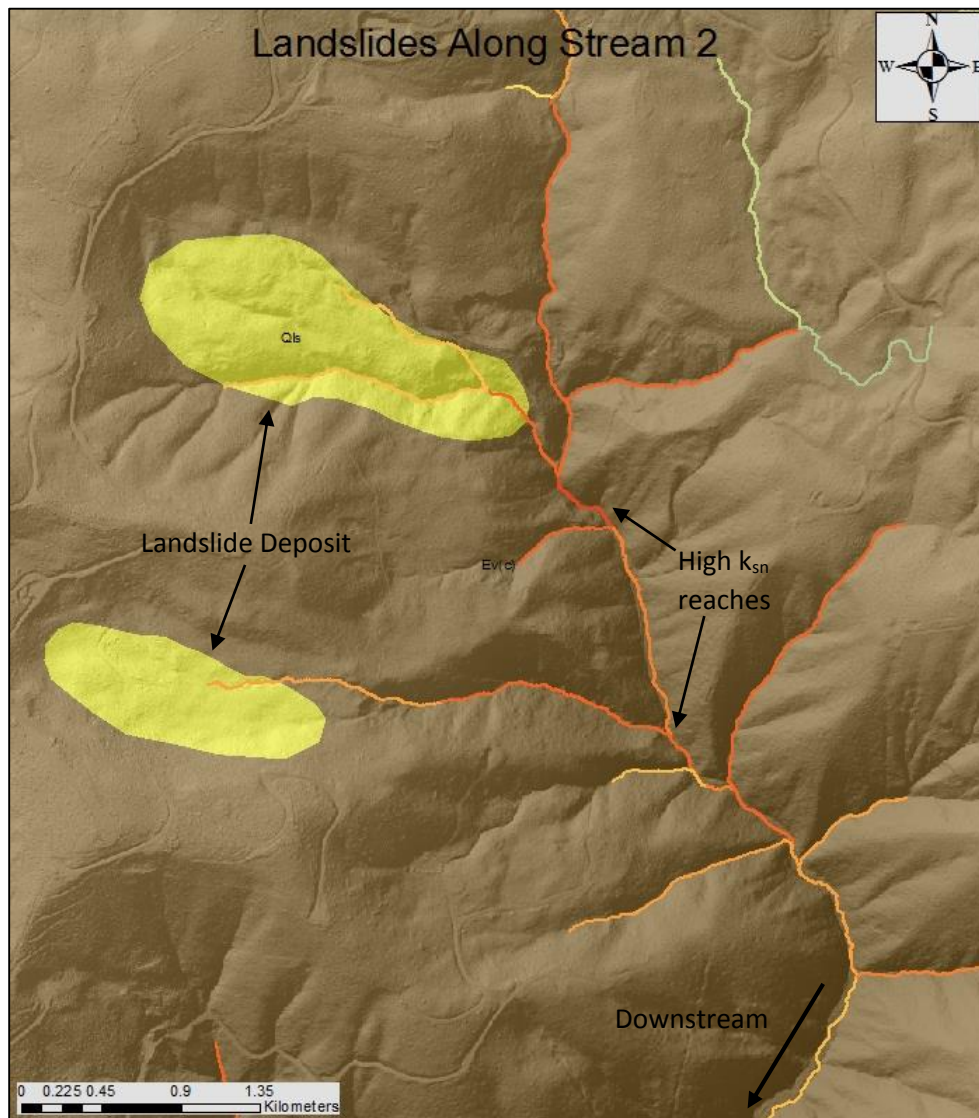 Landslides Along Stream 2
N
W E
S
Qls
Landslide Deposit
Ev(c)
High ksn
reaches
Downstream
0 0.225 0.45 0.9 1.35
Kilometers